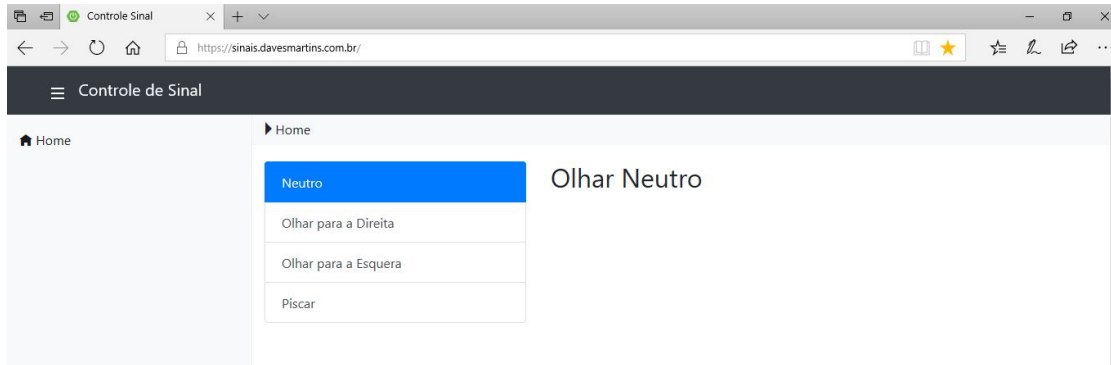 Controle Sinal
https://sinais.davesmartins.com.br/
Controle de Sinal
Home
Home
Neutro
Olhar para a Direita
Olhar para a Esquera
Piscar
Olhar Neutro